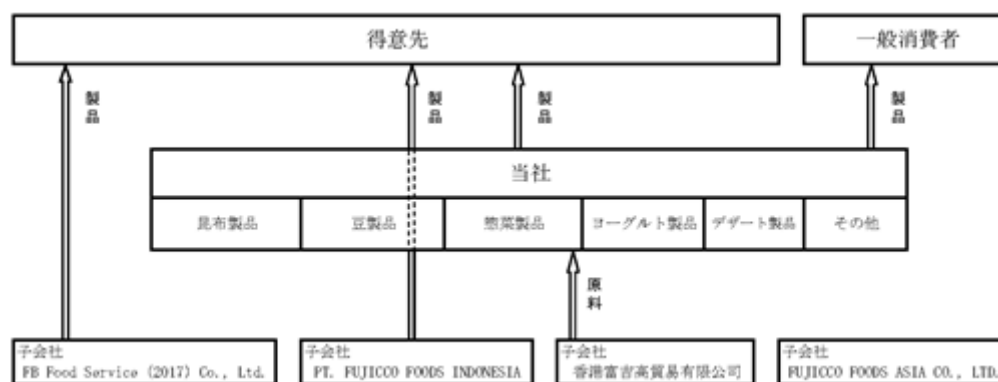 得意先
一般消費者
製品
製品
製品
製品
当社
昆布製品
豆製品
惣菜製品
ヨーグルト製品
デザート製品
その他
原料
子会社
FB Food Service (2017) Co., Ltd.
子会社
PT. FUJICCO FOODS INDONESIA
子会社
香港富吉高貿易有限公司
子会社
FUJICCO FOODS ASIA CO., LTD.